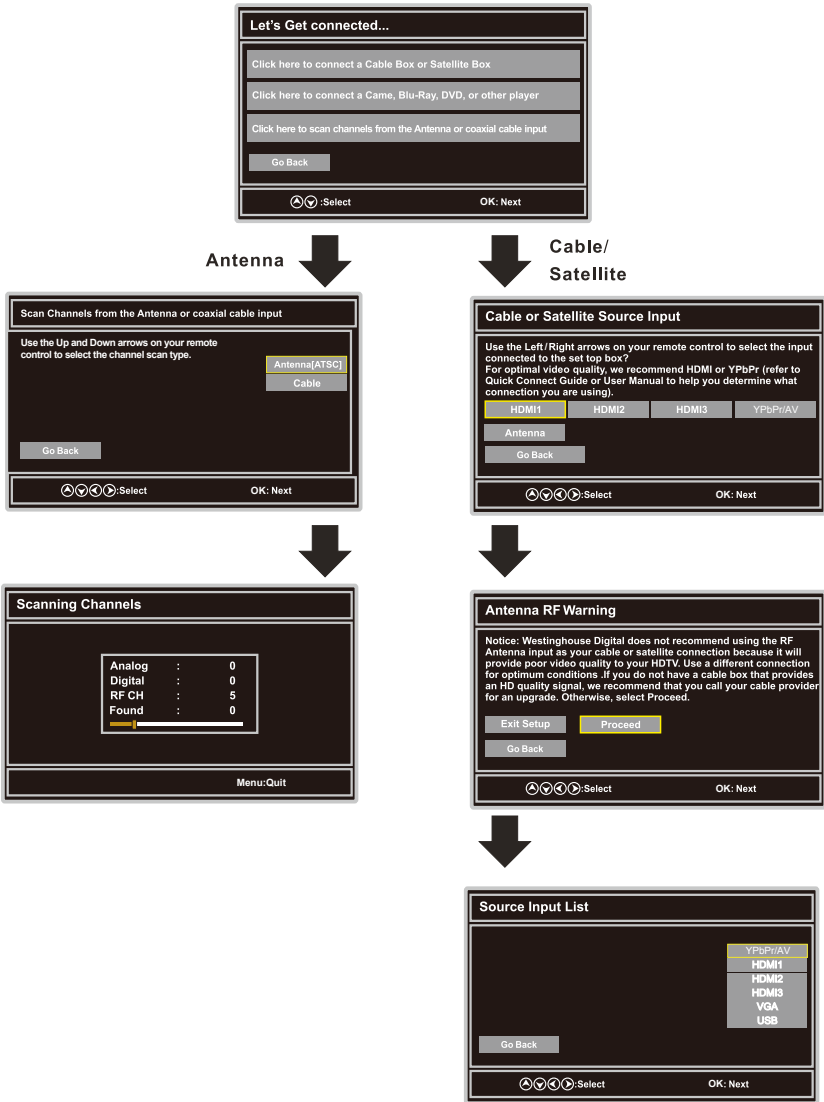 Let's Get connected...
Click here to connect a Cable Box or Satellite Box
Click here to connect a Came, Blu-Ray, DVD, or other player
Click here to scan channels from the Antenna or coaxial cable input
Go Back
:Select
OK: Next
Antenna
Cable/
Satellite
Scan Channels from the Antenna or coaxial cable input
Use the Up and Down arrows on your remote
control to select the channel scan type.
Antenna[ATSC]
Cable
Go Back
:Select
OK: Next
Cable or Satellite Source Input
Use the Left/Right arrows on your remote control to select the input
connected to the set top box?
For optimal video quality, we recommend HDMI or YPbPr (refer to
Quick Connect Guide or User Manual to help you determine what
connection you are using).
HDMI1
HDMI2
HDMI3
YPbPr/AV
Antenna
Go Back
:Select
OK: Next
Scanning Channels
Analog : 0
Digital : 0
RF CH : 5
Found : 0
Menu:Quit
Antenna RF Warning
Notice: Westinghouse Digital does not recommend using the RF
Antenna input as your cable or satellite connection because it will
provide poor video quality to your HDTV. Use a different connection
for optimum conditions .If you do not have a cable box that provides
an HD quality signal, we recommend that you call your cable provider
for an upgrade. Otherwise, select Proceed.
Exit Setup
Proceed
Go Back
:Select
OK: Next
Source Input List
YPbPr/AV
HDMI1
HDMI2
HDMI3
VGA
USB
Go Back
:Select
OK: Next